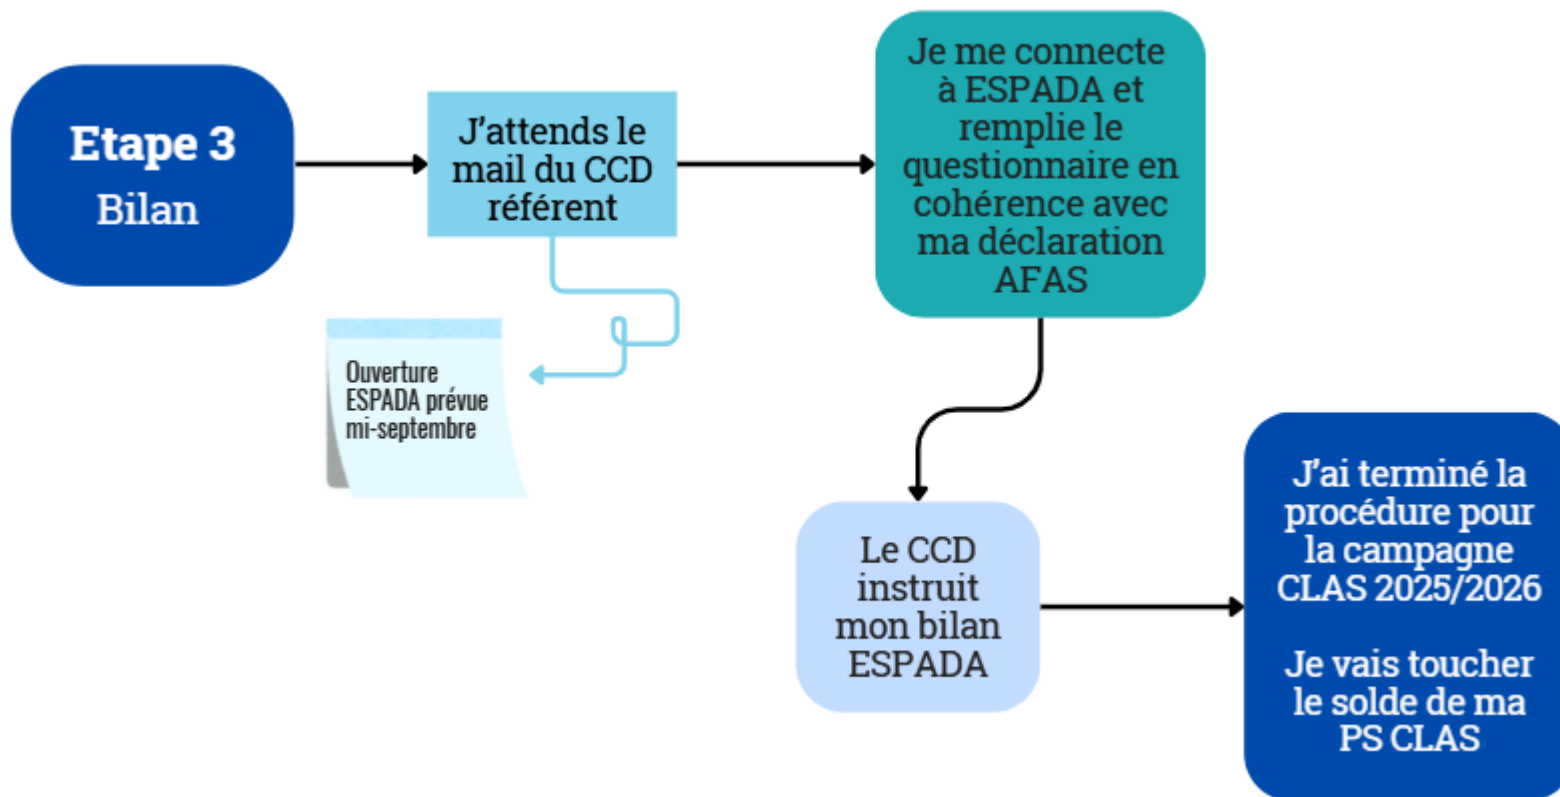 Etape 3
Bilan
J'attends le
mail du CCD
référent
Ouverture
ESPADA prévue
mi-septembre
Je me connecte
à ESPADA et
remplie le
questionnaire en
cohérence avec
ma déclaration
AFAS
Le CCD
instruit
mon bilan
ESPADA
J'ai terminé la
procédure pour
la campagne
CLAS 2025/2026
Je vais toucher
le solde de ma
PS CLAS